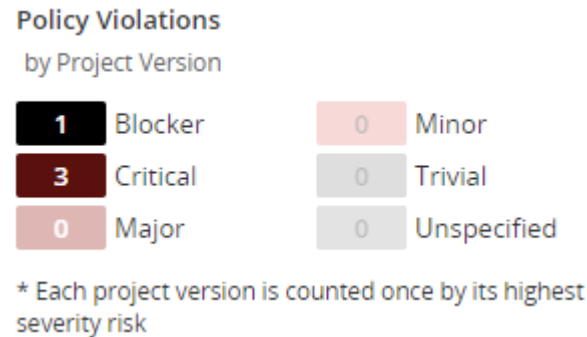 Policy Violations
by Project Version
1 Blocker 0 Minor
3 Critical 0 Trivial
0 Major 0 Unspecified
* Each project version is counted once by its highest
severity risk